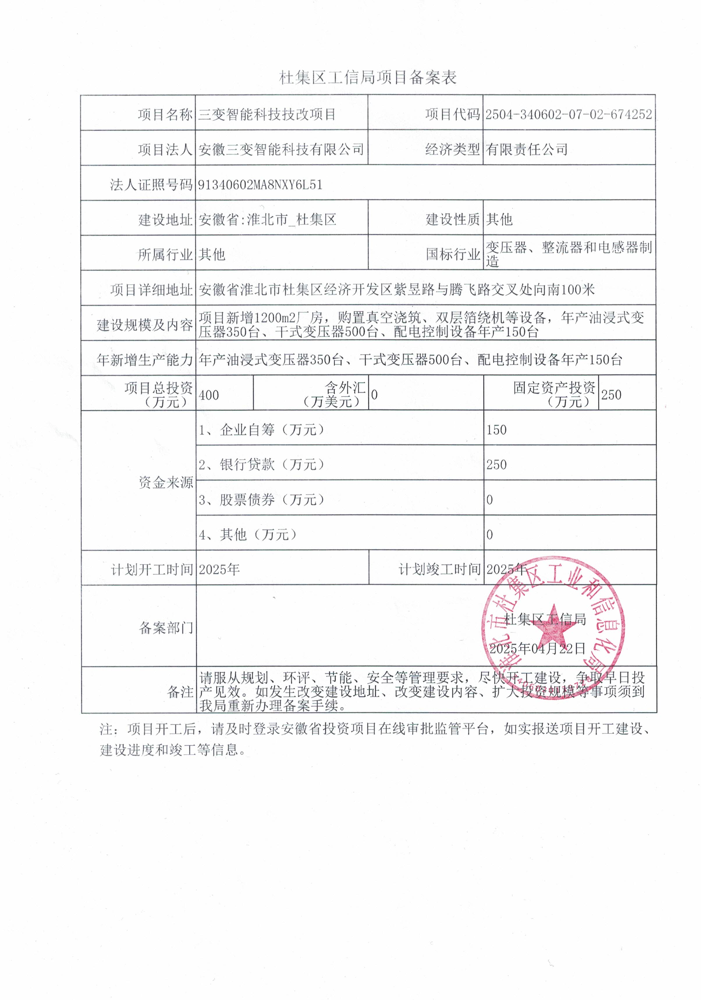 杜集区工信局项目备案表
项目名称 三变智能科技技改项目 项目代码 2504-340602-07-02-674252
项目法人 安徽三变智能科技有限公司 经济类型 有限责任公司
法人证照号码 91340602MA8NXY6L51
建设地址 安徽省:淮北市_杜集区 建设性质 其他
所属行业 其他 国标行业 变压器、整流器和电感器制
造
项目详细地址 安徽省淮北市杜集区经济开发区紫昱路与腾飞路交叉处向南100米
建设规模及内容 项目新增1200m2厂房，购置真空浇筑、双层箔绕机等设备，年产油浸式变
压器350台、干式变压器500台、配电控制设备年产150台
年新增生产能力 年产油浸式变压器350台、干式变压器500台、配电控制设备年产150台
项目总投资
（万元） 400 含外汇
（万美元） 0 固定资产投资
（万元） 250
资金来源
1、企业自筹（万元） 150
2、银行贷款（万元） 250
3、股票债券（万元） 0
4、其他（万元） 0
计划开工时间 2025年 计划竣工时间 2025年
备案部门
杜集区工信局
2025年04月22日
淮北市杜集区工业和信息化局
备注 请服从规划、环评、节能、安全等管理要求，尽快开工建设，争取早日投
产见效。如发生改变建设地址、改变建设内容、扩大投资规模等事项须到
我局重新办理备案手续。
注：项目开工后，请及时登录安徽省投资项目在线审批监管平台，如实报送项目开工建设、
建设进度和竣工等信息。